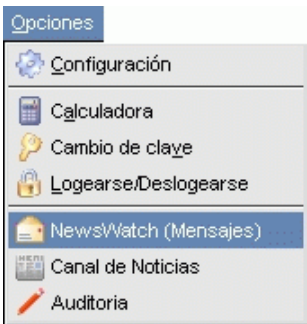 Opciones
Configuración
Calculadora
Cambio de clave
Logearse/Deslogearse
NewsWatch (Mensajes)
Canal de Noticias
Auditoria